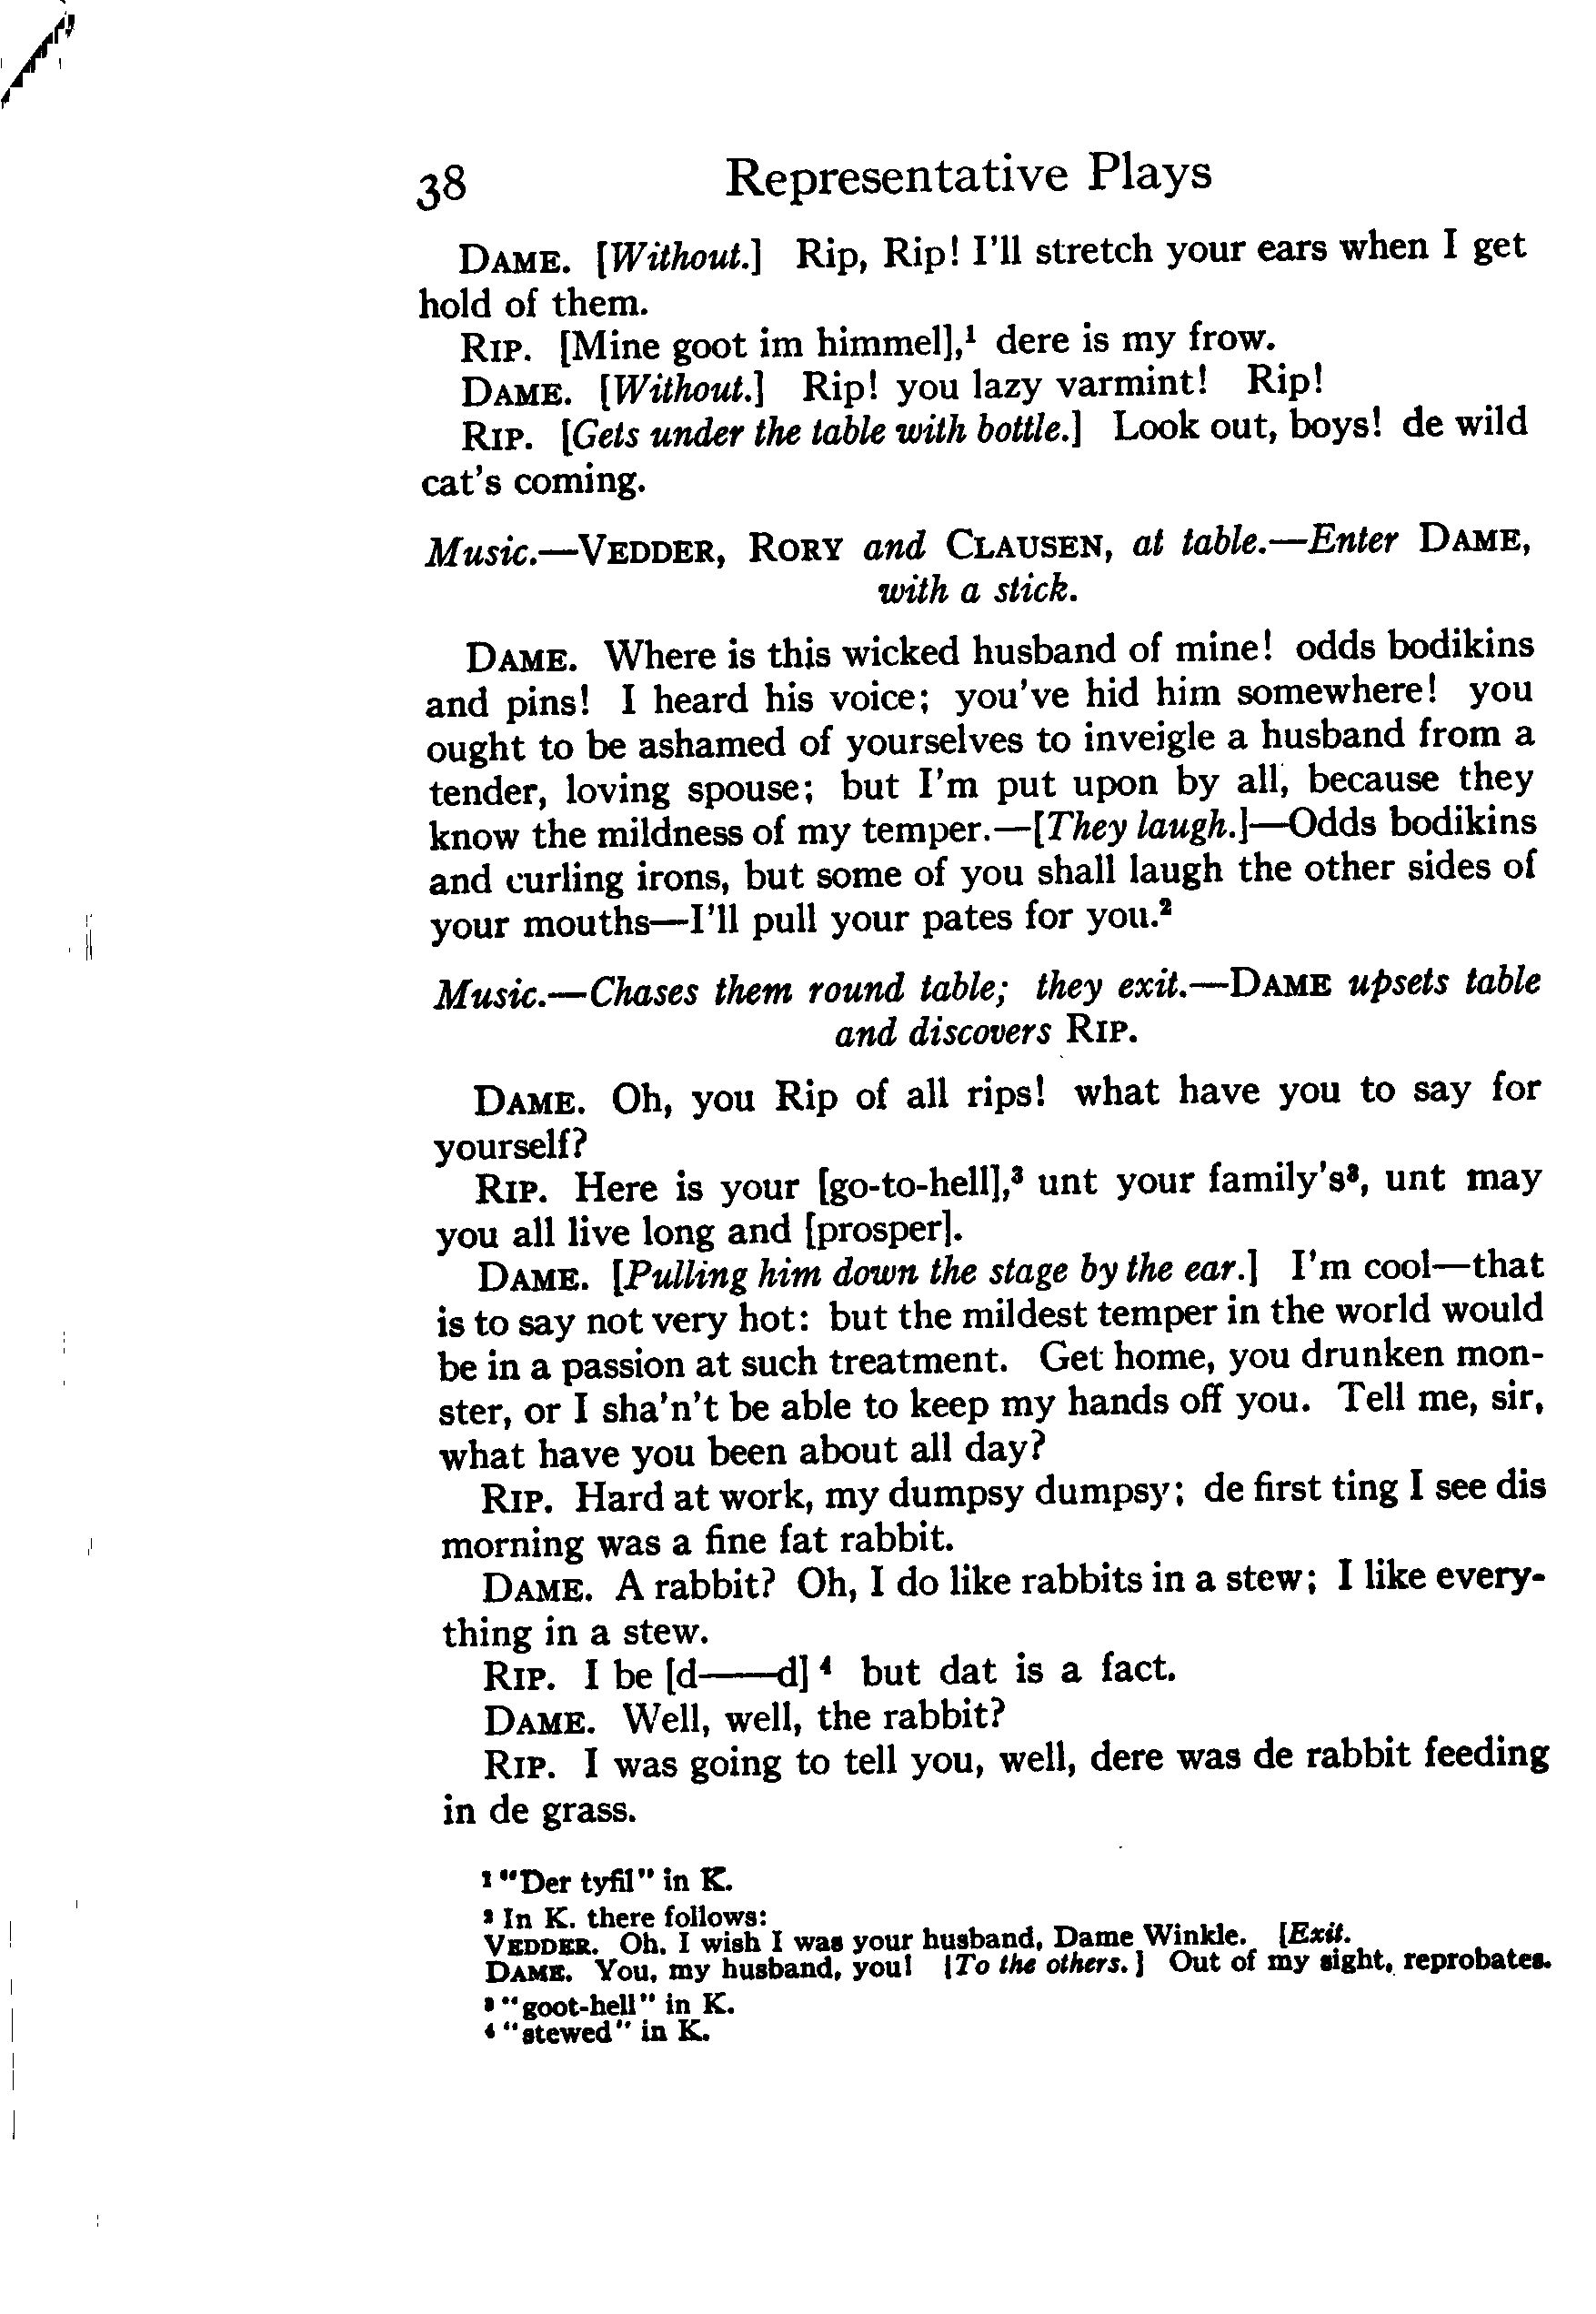 38 Representative Plays
DAME. [Without.] Rip, Rip! I'll stretch your ears when I get
hold of them.
RIP. [Mine goot im himmel],¹ dere is my frow.
DAME. [Without.] Rip! you lazy varmint! Rip!
RIP. [Gets under the table with bottle.] Look out, boys! de wild
cat's coming.
Music.—VEDDER, RORY and CLAUSEN, at table.—Enter DAME,
with a stick.
DAME. Where is this wicked husband of mine! odds bodikins
and pins! I heard his voice; you've hid him somewhere! you
ought to be ashamed of yourselves to inveigle a husband from a
tender, loving spouse; but I'm put upon by all, because they
know the mildness of my temper.—[They laugh.]—Odds bodikins
and curling irons, but some of you shall laugh the other sides of
your mouths—I'll pull your pates for you.²
Music.—Chases them round table; they exit.—DAME upsets table
and discovers RIP.
DAME. Oh, you Rip of all rips! what have you to say for
yourself?
RIP. Here is your [go-to-hell],³ unt your family's³, unt may
you all live long and [prosper].
DAME. [Pulling him down the stage by the ear.] I'm cool—that
is to say not very hot: but the mildest temper in the world would
be in a passion at such treatment. Get home, you drunken mon-
ster, or I sha'n't be able to keep my hands off you. Tell me, sir,
what have you been about all day?
RIP. Hard at work, my dumpsy dumpsy; de first ting I see dis
morning was a fine fat rabbit.
DAME. A rabbit? Oh, I do like rabbits in a stew; I like every-
thing in a stew.
RIP. I be [d——d] ⁴ but dat is a fact.
DAME. Well, well, the rabbit?
RIP. I was going to tell you, well, dere was de rabbit feeding
in de grass.
¹ "Der tyfil" in K.
² In K. there follows:
VEDDER. Oh, I wish I was your husband, Dame Winkle. [Exit.
DAME. You, my husband, you! [To the others.] Out of my sight, reprobates.
³ "goot-hell" in K.
⁴ "stewed" in K.